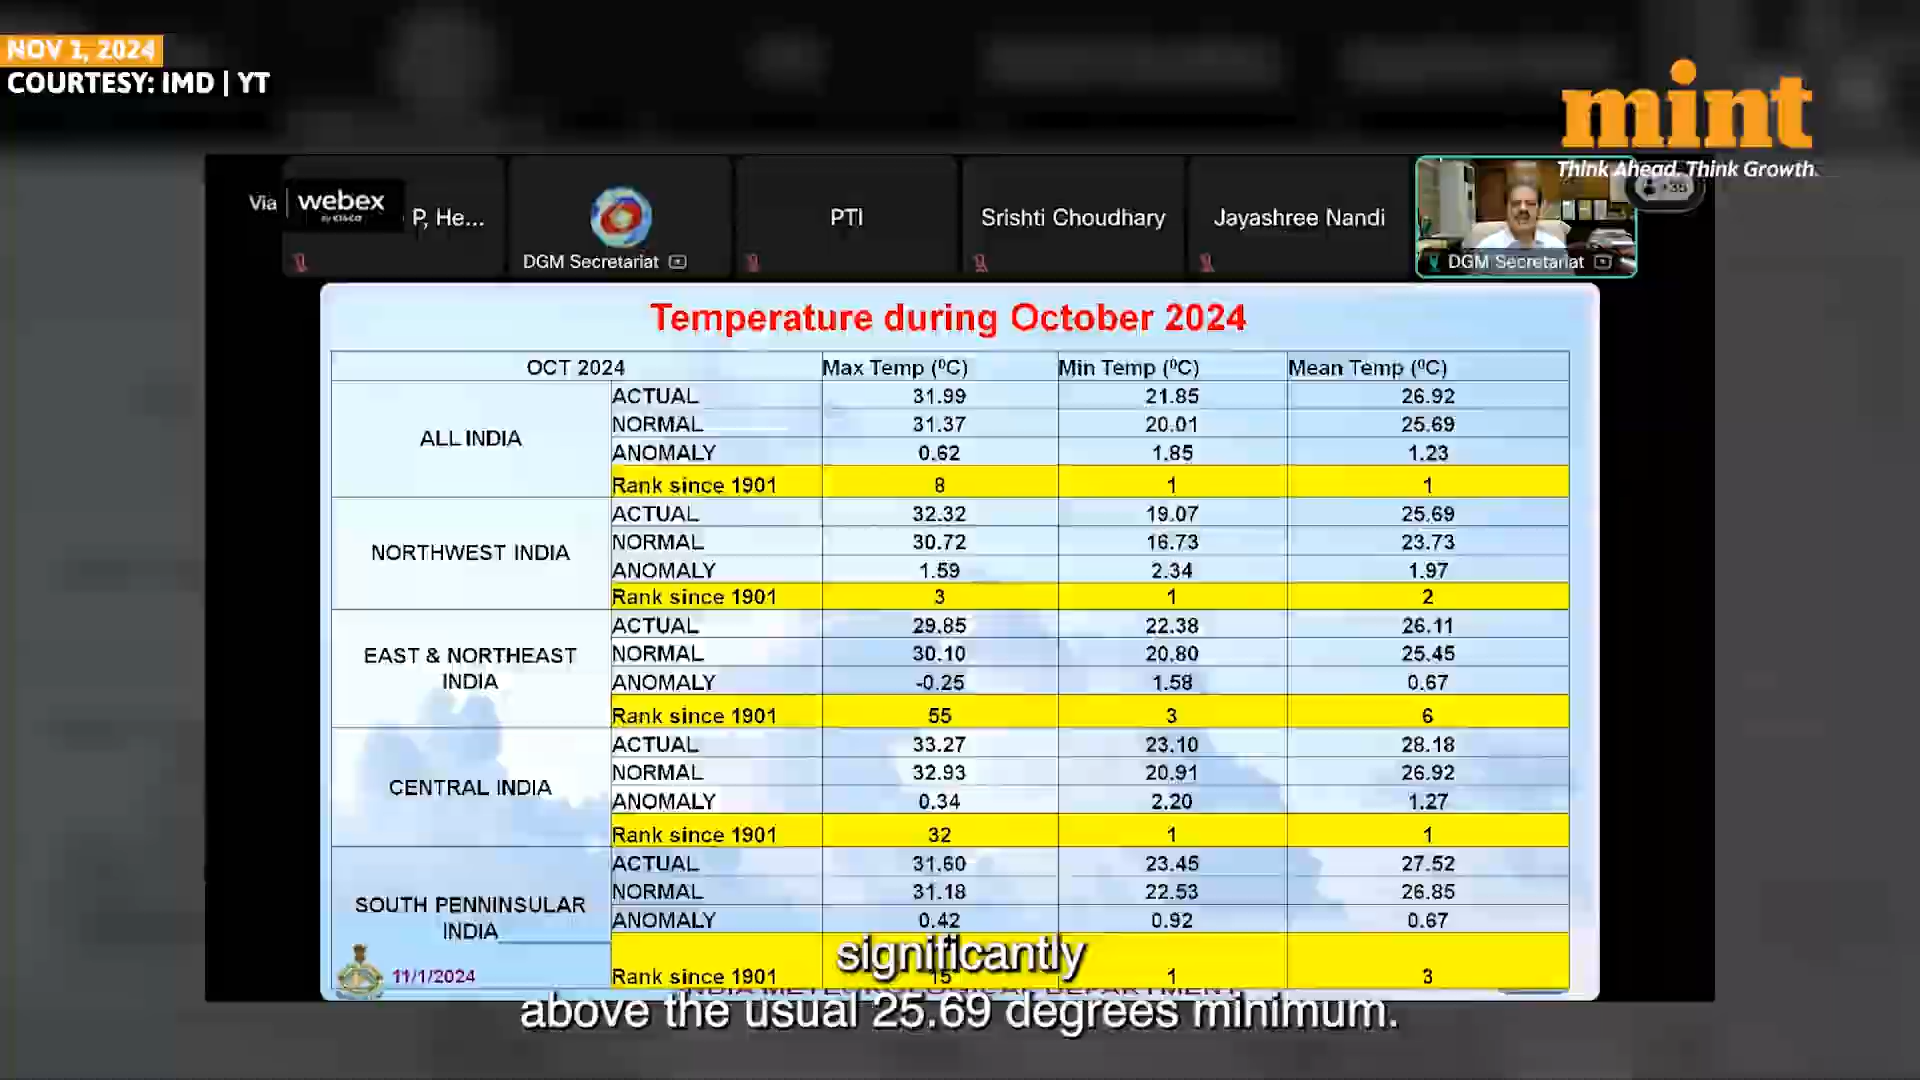 NOV 1, 2024
COURTESY: IMD | YT
mint
Think Ahead. Think Growth.
Via webex
by CISCO
P, He...
DGM Secretariat
PTI
Srishti Choudhary
Jayashree Nandi
DGM Secretariat
+35
Temperature during October 2024
OCT 2024 Max Temp (⁰C) Min Temp (⁰C) Mean Temp (⁰C)
ALL INDIA
ACTUAL 31.99 21.85 26.92
NORMAL 31.37 20.01 25.69
ANOMALY 0.62 1.85 1.23
Rank since 1901 8 1 1
NORTHWEST INDIA
ACTUAL 32.32 19.07 25.69
NORMAL 30.72 16.73 23.73
ANOMALY 1.59 2.34 1.97
Rank since 1901 3 1 2
EAST & NORTHEAST
INDIA
ACTUAL 29.85 22.38 26.11
NORMAL 30.10 20.80 25.45
ANOMALY -0.25 1.58 0.67
Rank since 1901 55 3 6
CENTRAL INDIA
ACTUAL 33.27 23.10 28.18
NORMAL 32.93 20.91 26.92
ANOMALY 0.34 2.20 1.27
Rank since 1901 32 1 1
SOUTH PENNINSULAR
INDIA
ACTUAL 31.60 23.45 27.52
NORMAL 31.18 22.53 26.85
ANOMALY 0.42 0.92 0.67
Rank since 1901 15 1 3
11/1/2024
INDIA METEOROLOGICAL DEPARTMENT
significantly
above the usual 25.69 degrees minimum.